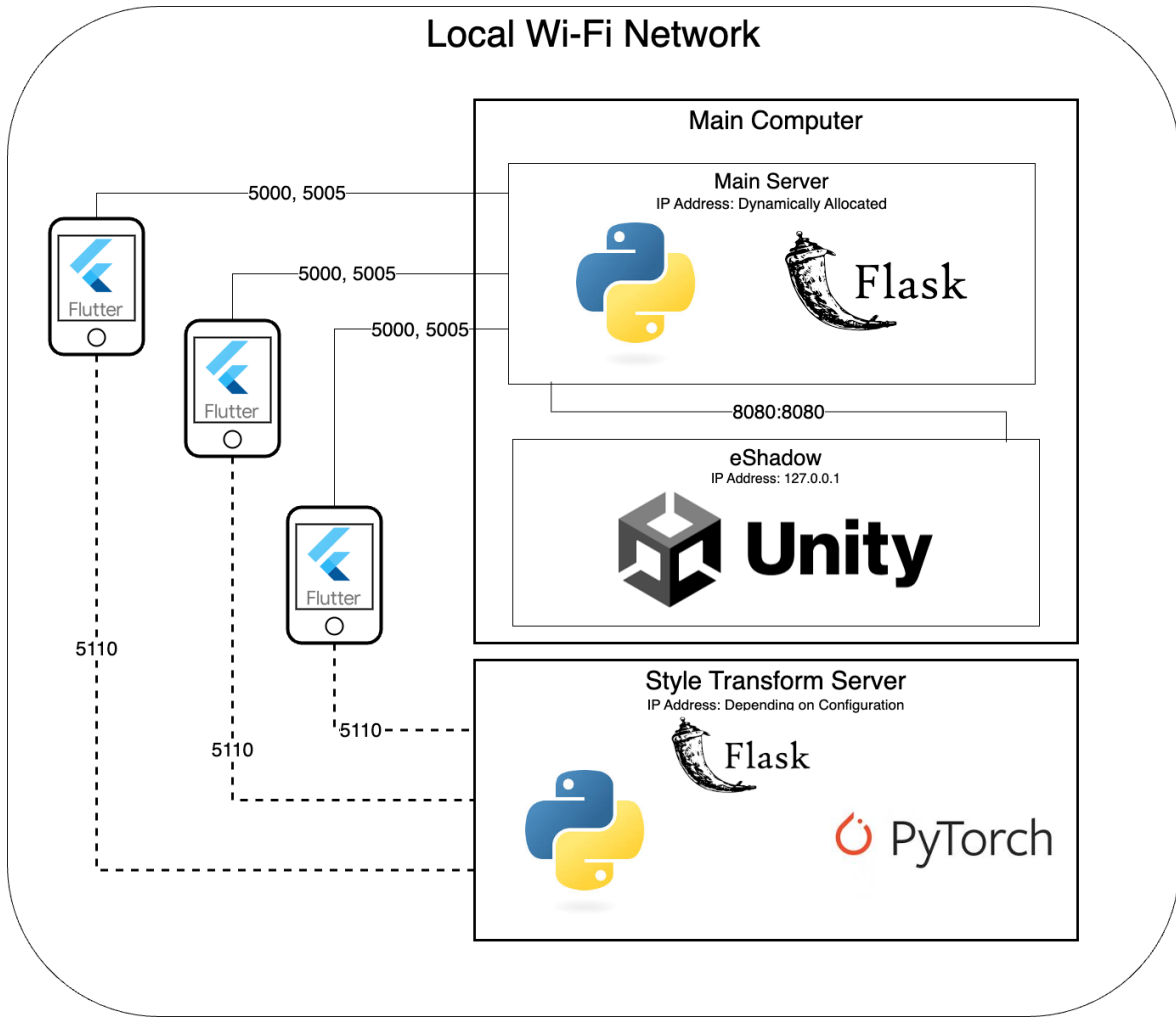 Local Wi-Fi Network
Main Computer
Main Server
IP Address: Dynamically Allocated
Flask
5000, 5005
5000, 5005
5000, 5005
Flutter
Flutter
Flutter
8080:8080
eShadow
IP Address: 127.0.0.1
Unity
5110
5110
5110
Style Transform Server
IP Address: Depending on Configuration
Flask
PyTorch